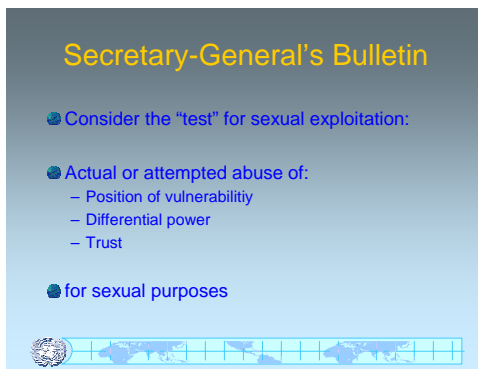 Secretary-General’s Bulletin
Consider the “test” for sexual exploitation:
Actual or attempted abuse of:
– Position of vulnerabilitiy
– Differential power
– Trust
for sexual purposes